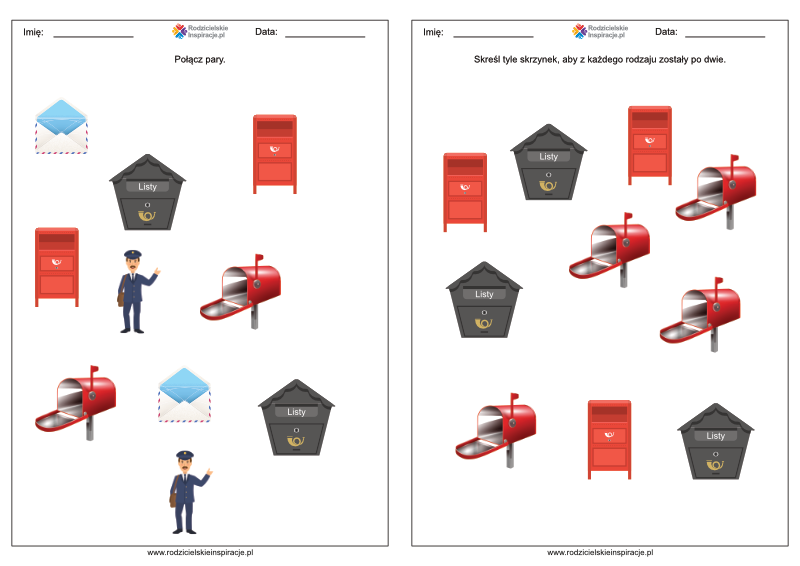 Imię: Rodzicielskie Inspiracje.pl Data:
Połącz pary.
Listy
Listy
www.rodzicielskieinspiracje.pl
Imię: Rodzicielskie Inspiracje.pl Data:
Skreśl tyle skrzynek, aby z każdego rodzaju zostały po dwie.
Listy
Listy
Listy
www.rodzicielskieinspiracje.pl